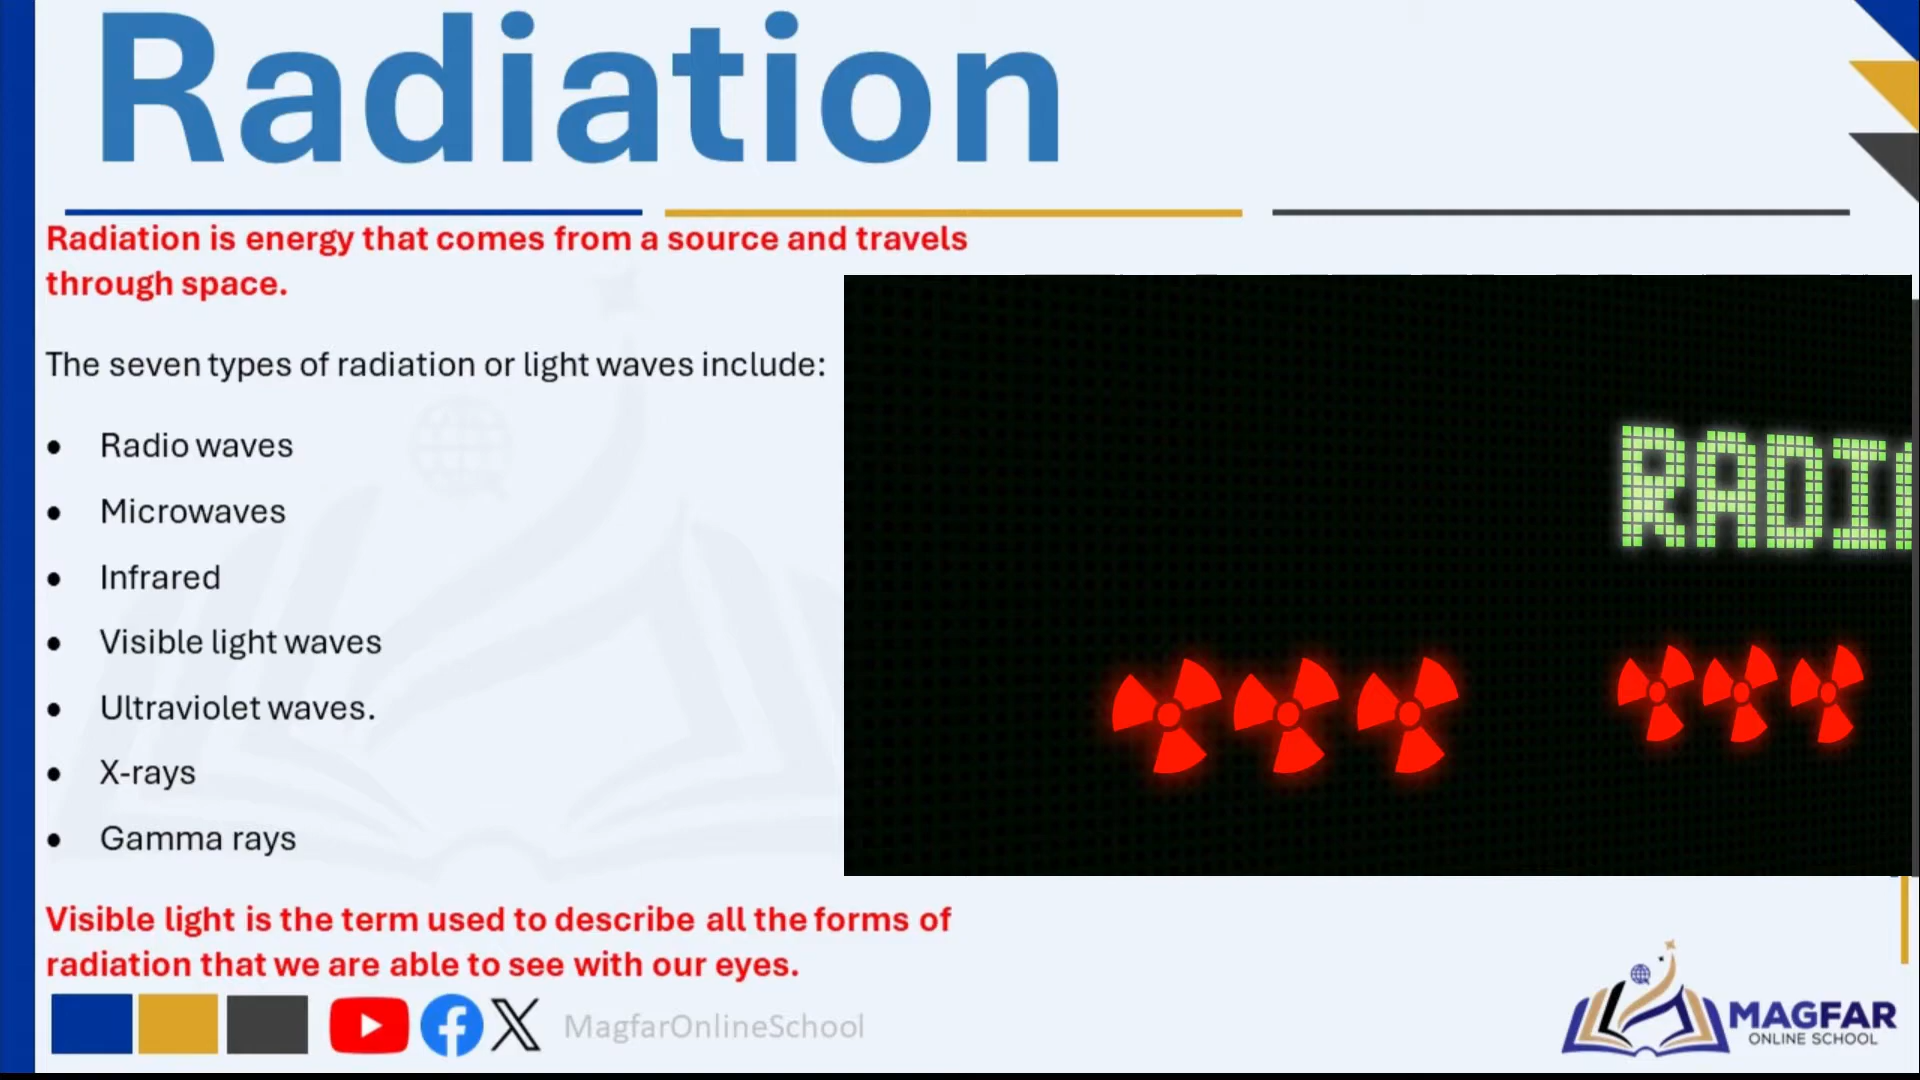 Radiation
Radiation is energy that comes from a source and travels
through space.
The seven types of radiation or light waves include:
• Radio waves
• Microwaves
• Infrared
• Visible light waves
• Ultraviolet waves.
• X-rays
• Gamma rays
RADI
Visible light is the term used to describe all the forms of
radiation that we are able to see with our eyes.
MagfarOnlineSchool
MAGFAR
ONLINE SCHOOL